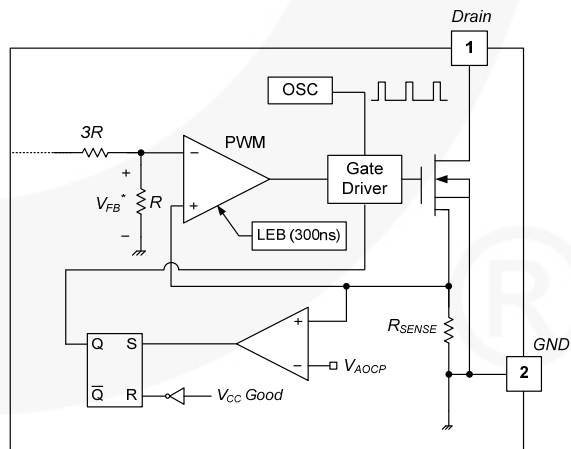 Drain
1
OSC
3R
PWM
−
+
+
V_FB*
R
−
Gate
Driver
LEB (300ns)
R_SENSE
GND
2
+
−
V_AOCP
Q
S
Q̅
R
V_CC Good
®